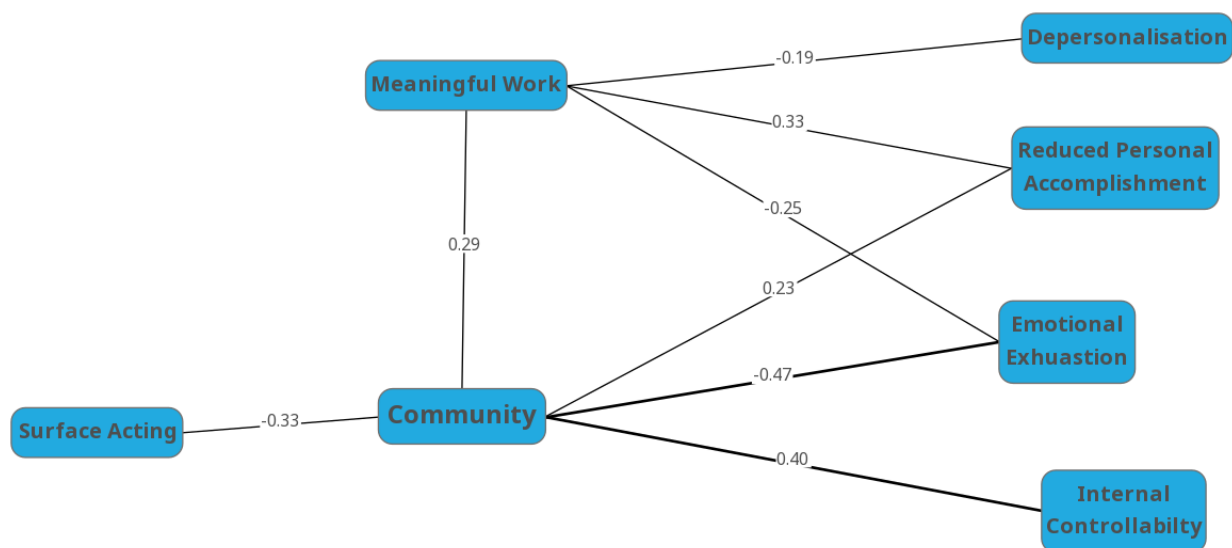 Depersonalisation
-0.19
Meaningful Work
0.33
Reduced Personal
Accomplishment
-0.25
0.29
0.23
Emotional
Exhuastion
-0.47
Community
Surface Acting
-0.33
0.40
Internal
Controllabilty